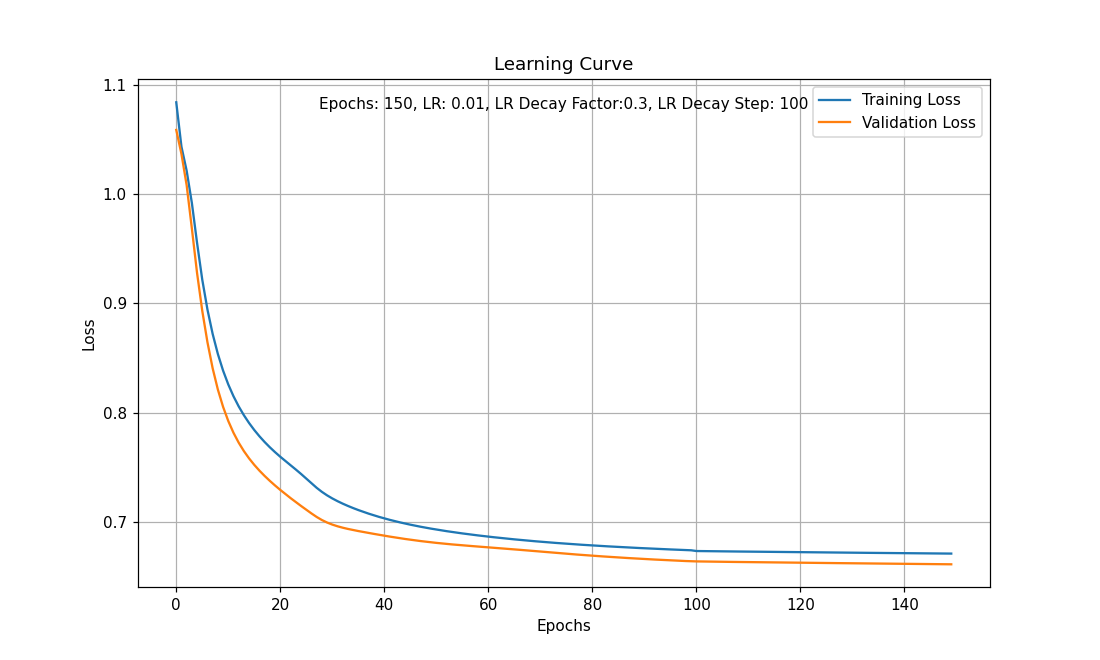 Learning Curve
Epochs: 150, LR: 0.01, LR Decay Factor:0.3, LR Decay Step: 100
Training Loss
Validation Loss
1.1
1.0
0.9
0.8
0.7
Loss
0 20 40 60 80 100 120 140
Epochs